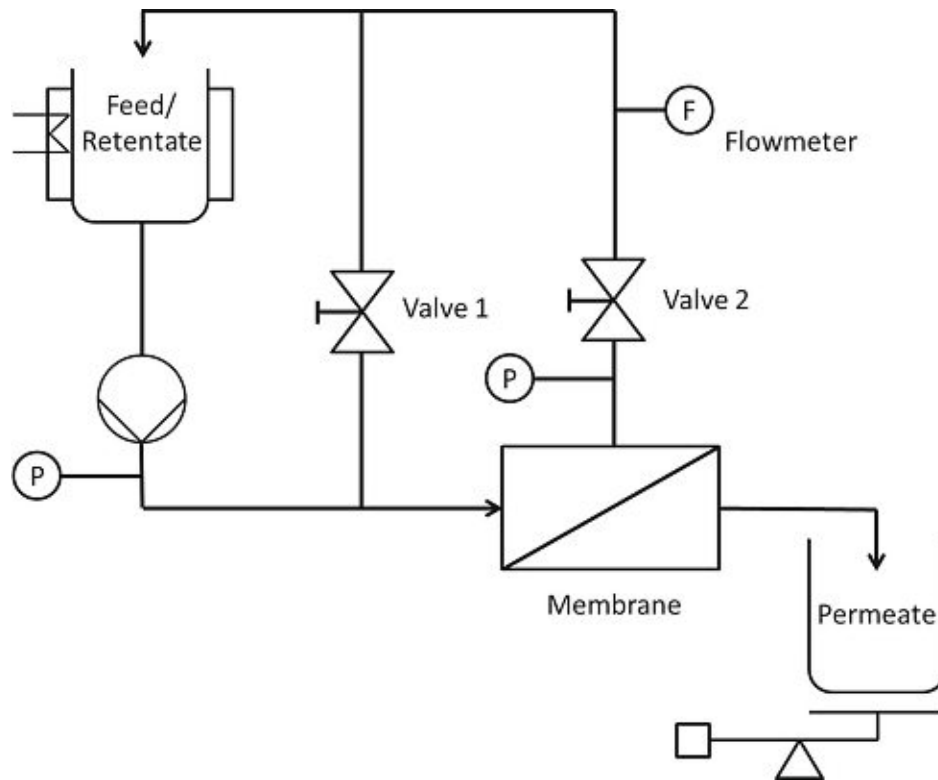 Feed/
Retentate
F
Flowmeter
Valve 1
Valve 2
P
P
Membrane
Permeate